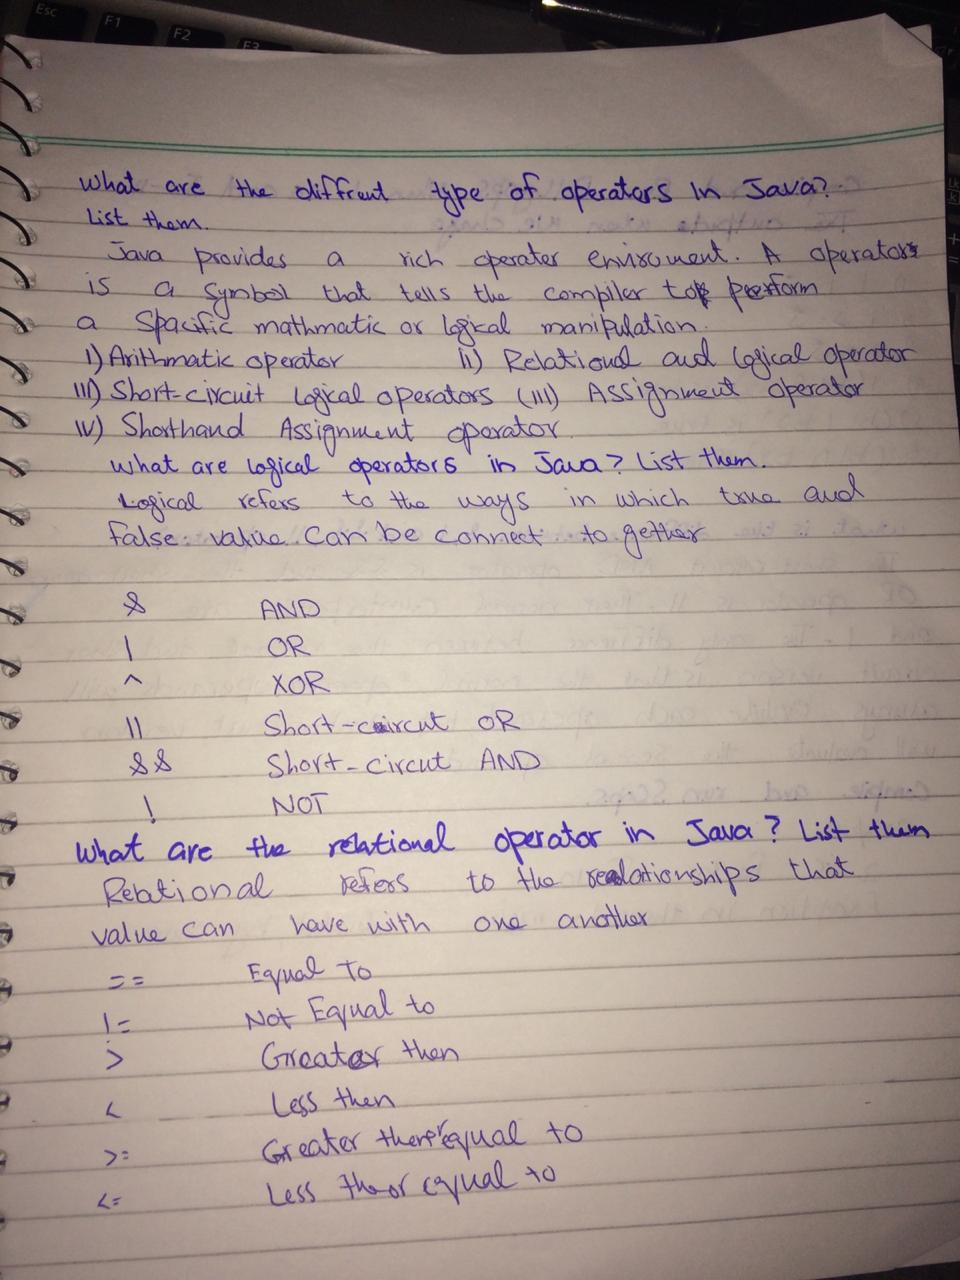 Esc
F1
F2
F3
What are the diffrent type of operators In Java?
List them.
Java provides a rich operater enviroment. A operators
is a Symbol that tells the compiler to perform
a Spacific mathmatic or logical manipulation.
I) Arithmatic operator II) Relational and logical operator
III) Short-circuit Logical operators (III) Assignment operator
IV) Shorthand Assignment operator
What are logical operators in Java? List them.
Logical refers to the ways in which true and
false value can be connect to gether
& AND
| OR
^ XOR
|| Short-circut OR
&& Short-circut AND
! NOT
What are the relational operator in Java? List them
Relational refers to the realationships that
value can have with one another
== Equal to
!= Not Equal to
> Greater then
< Less then
>= Greater then equal to
<= Less or equal to